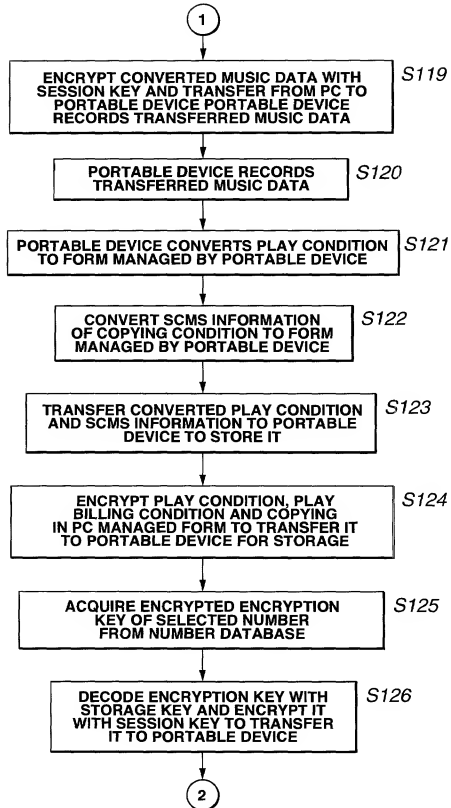 1
ENCRYPT CONVERTED MUSIC DATA WITH
SESSION KEY AND TRANSFER FROM PC TO
PORTABLE DEVICE PORTABLE DEVICE
RECORDS TRANSFERRED MUSIC DATA
S119
PORTABLE DEVICE RECORDS
TRANSFERRED MUSIC DATA
S120
PORTABLE DEVICE CONVERTS PLAY CONDITION
TO FORM MANAGED BY PORTABLE DEVICE
S121
CONVERT SCMS INFORMATION
OF COPYING CONDITION TO FORM
MANAGED BY PORTABLE DEVICE
S122
TRANSFER CONVERTED PLAY CONDITION
AND SCMS INFORMATION TO PORTABLE
DEVICE TO STORE IT
S123
ENCRYPT PLAY CONDITION, PLAY
BILLING CONDITION AND COPYING
IN PC MANAGED FORM TO TRANSFER IT
TO PORTABLE DEVICE FOR STORAGE
S124
ACQUIRE ENCRYPTED ENCRYPTION
KEY OF SELECTED NUMBER
FROM NUMBER DATABASE
S125
DECODE ENCRYPTION KEY WITH
STORAGE KEY AND ENCRYPT IT
WITH SESSION KEY TO TRANSFER
IT TO PORTABLE DEVICE
S126
2